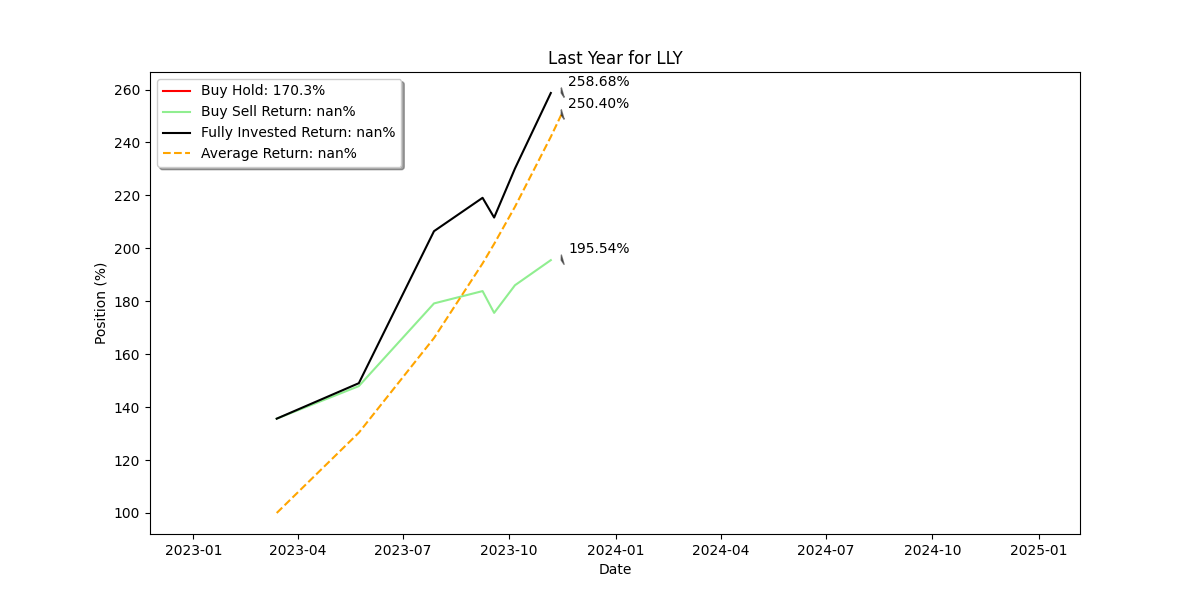 Last Year for LLY
Buy Hold: 170.3%
Buy Sell Return: nan%
Fully Invested Return: nan%
Average Return: nan%
258.68%
250.40%
195.54%
Position (%)
260
240
220
200
180
160
140
120
100
2023-01 2023-04 2023-07 2023-10 2024-01 2024-04 2024-07 2024-10 2025-01
Date